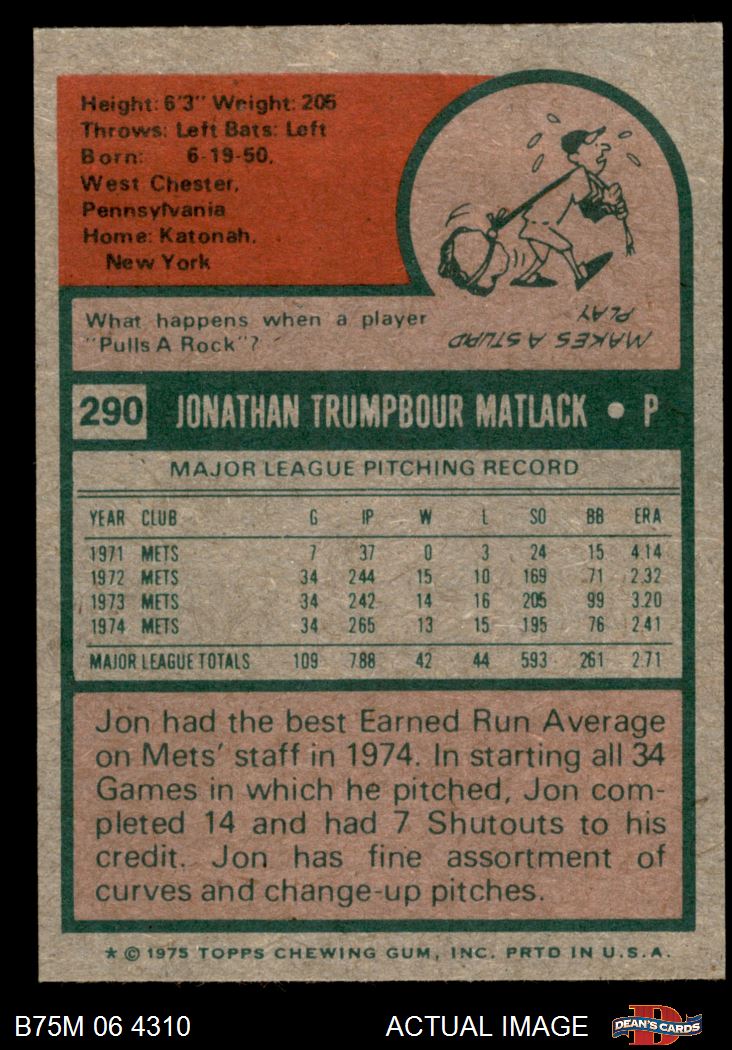 Height: 6'3" Weight: 205
Throws: Left Bats: Left
Born: 6-19-50,
West Chester,
Pennsylvania
Home: Katonah,
New York
What happens when a player
"Pulls A Rock"?
MAKES A STUPID
PLAY
290 JONATHAN TRUMPBOUR MATLACK • P
MAJOR LEAGUE PITCHING RECORD
YEAR CLUB G IP W L SO BB ERA
1971 METS 7 37 0 3 24 15 4.14
1972 METS 34 244 15 10 169 71 2.32
1973 METS 34 242 14 16 205 99 3.20
1974 METS 34 265 13 15 195 76 2.41
MAJOR LEAGUE TOTALS 109 788 42 44 593 261 2.71
Jon had the best Earned Run Average
on Mets' staff in 1974. In starting all 34
Games in which he pitched, Jon com-
pleted 14 and had 7 Shutouts to his
credit. Jon has fine assortment of
curves and change-up pitches.
* © 1975 TOPPS CHEWING GUM, INC. PRTD IN U.S.A.
B75M 06 4310 ACTUAL IMAGE D DEAN'S CARDS